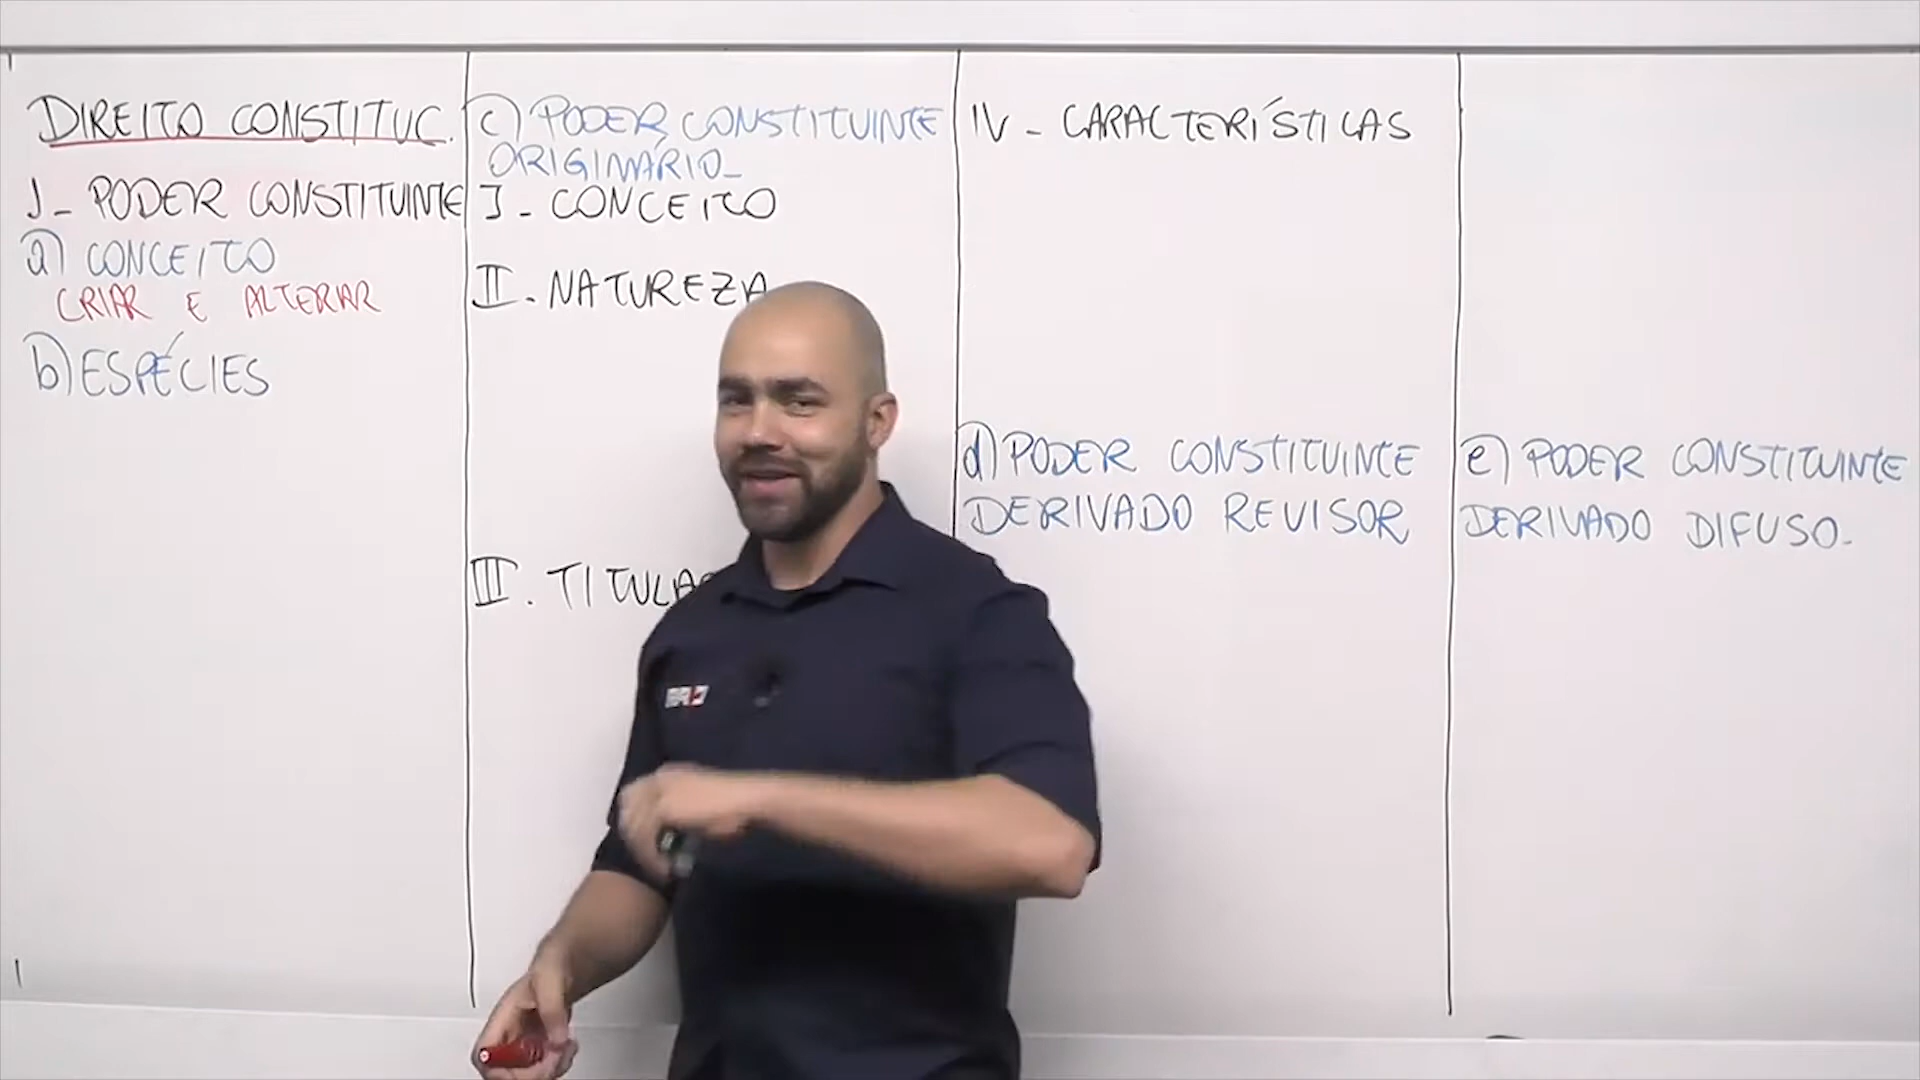 DIREITO CONSTITUC.
I - PODER CONSTITUINTE
a) CONCEITO
CRIAR E ALTERAR
b) ESPÉCIES
c) PODER CONSTITUINTE
ORIGINÁRIO -
I - CONCEITO
II. NATUREZA
III. TITULA
IV - CARACTERÍSTICAS
d) PODER CONSTITUINTE
DERIVADO REVISOR
e) PODER CONSTITUINTE
DERIVADO DIFUSO -